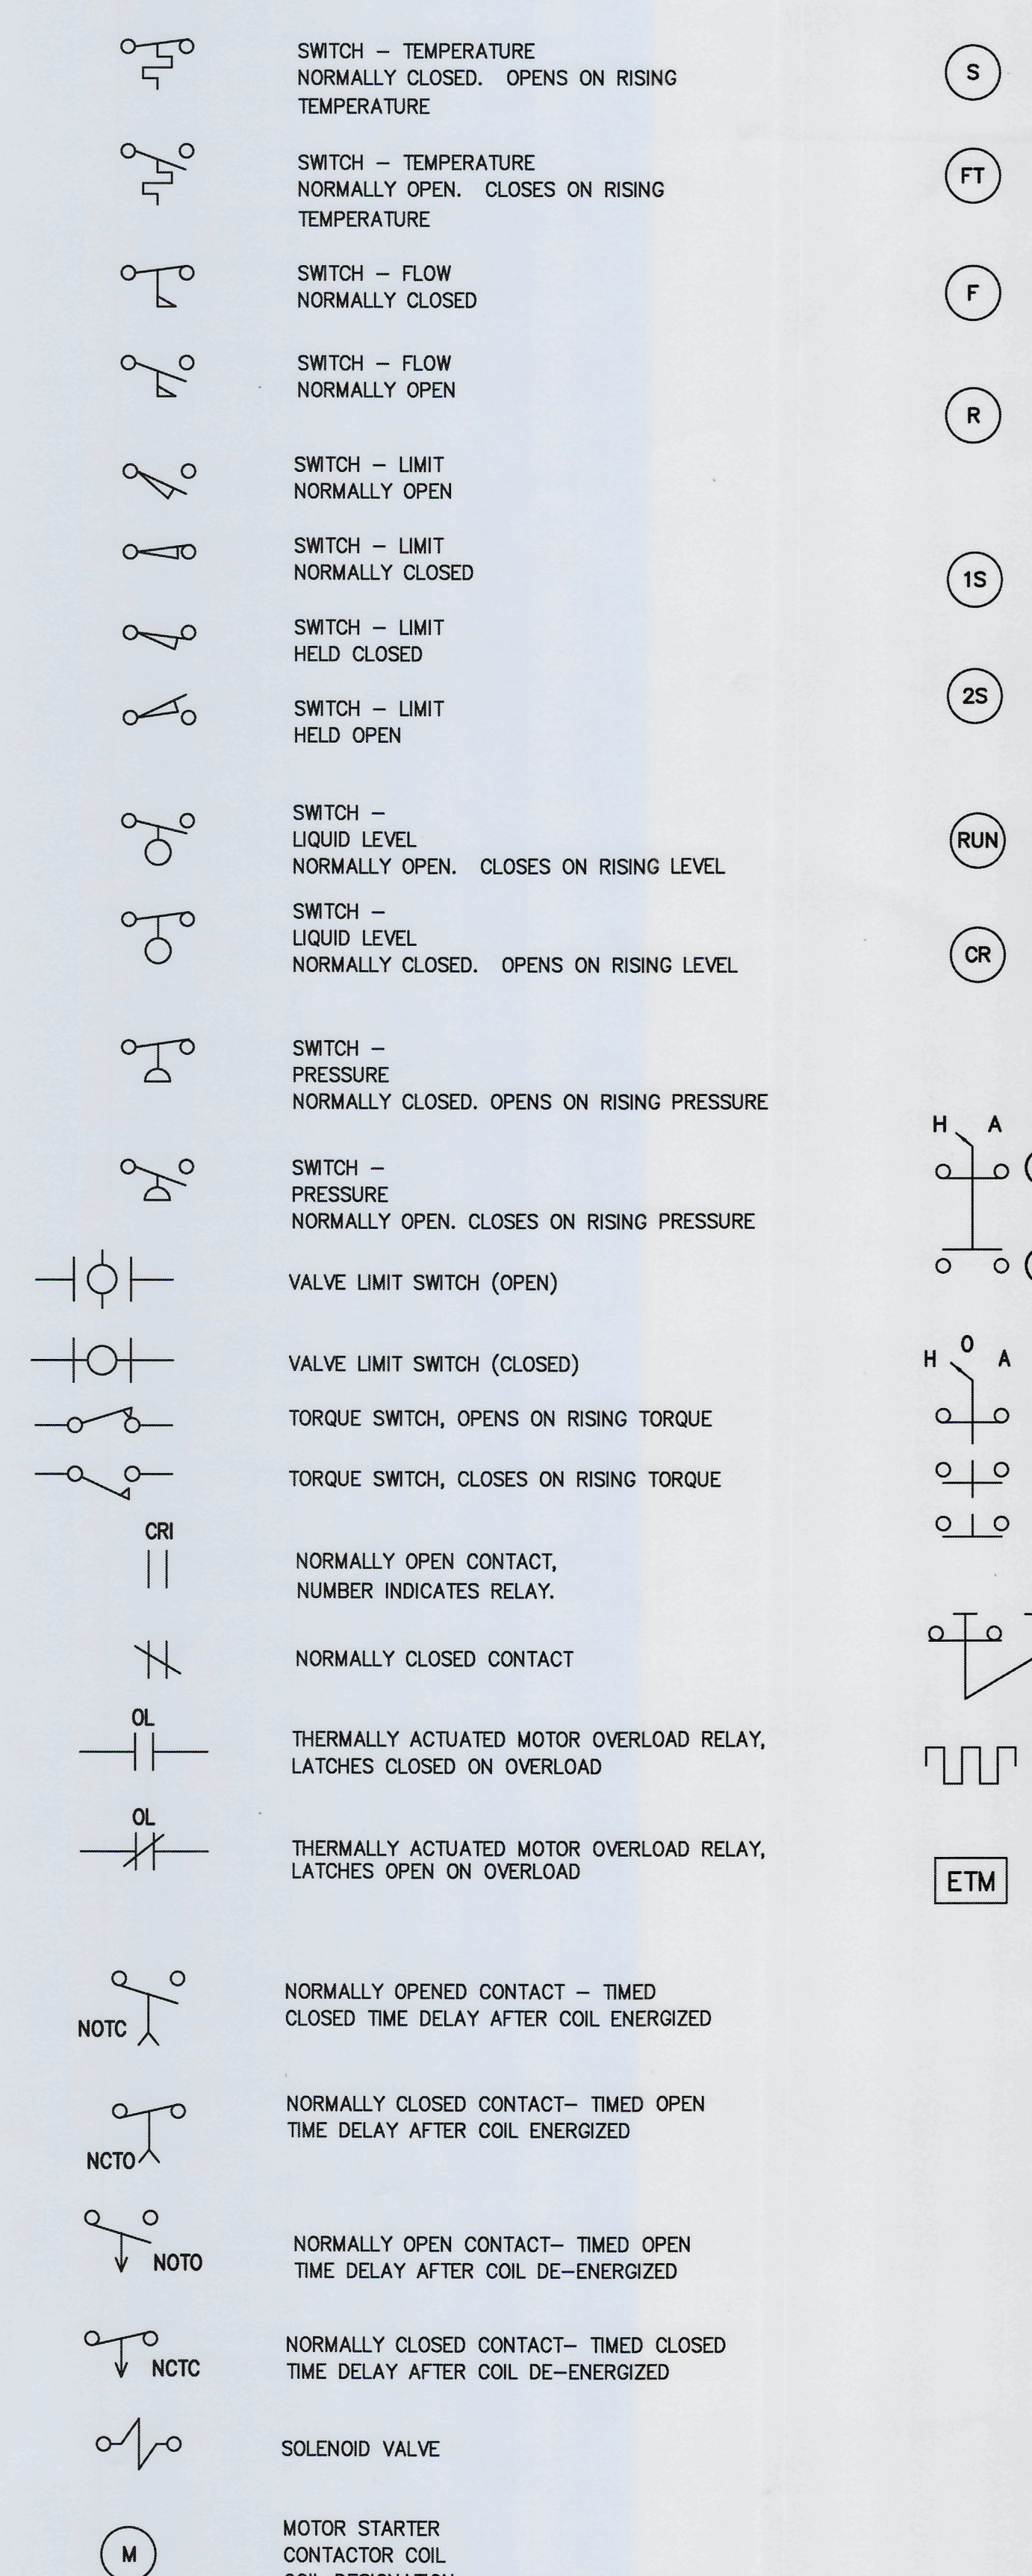 SWITCH – TEMPERATURE
NORMALLY CLOSED. OPENS ON RISING
TEMPERATURE
SWITCH – TEMPERATURE
NORMALLY OPEN. CLOSES ON RISING
TEMPERATURE
SWITCH – FLOW
NORMALLY CLOSED
SWITCH – FLOW
NORMALLY OPEN
SWITCH – LIMIT
NORMALLY OPEN
SWITCH – LIMIT
NORMALLY CLOSED
SWITCH – LIMIT
HELD CLOSED
SWITCH – LIMIT
HELD OPEN
SWITCH –
LIQUID LEVEL
NORMALLY OPEN. CLOSES ON RISING LEVEL
SWITCH –
LIQUID LEVEL
NORMALLY CLOSED. OPENS ON RISING LEVEL
SWITCH –
PRESSURE
NORMALLY CLOSED. OPENS ON RISING PRESSURE
SWITCH –
PRESSURE
NORMALLY OPEN. CLOSES ON RISING PRESSURE
VALVE LIMIT SWITCH (OPEN)
VALVE LIMIT SWITCH (CLOSED)
TORQUE SWITCH, OPENS ON RISING TORQUE
TORQUE SWITCH, CLOSES ON RISING TORQUE
CRI
NORMALLY OPEN CONTACT,
NUMBER INDICATES RELAY.
NORMALLY CLOSED CONTACT
OL
THERMALLY ACTUATED MOTOR OVERLOAD RELAY,
LATCHES CLOSED ON OVERLOAD
OL
THERMALLY ACTUATED MOTOR OVERLOAD RELAY,
LATCHES OPEN ON OVERLOAD
NOTC
NORMALLY OPENED CONTACT – TIMED
CLOSED TIME DELAY AFTER COIL ENERGIZED
NCTO
NORMALLY CLOSED CONTACT– TIMED OPEN
TIME DELAY AFTER COIL ENERGIZED
NOTO
NORMALLY OPEN CONTACT– TIMED OPEN
TIME DELAY AFTER COIL DE–ENERGIZED
NCTC
NORMALLY CLOSED CONTACT– TIMED CLOSED
TIME DELAY AFTER COIL DE–ENERGIZED
SOLENOID VALVE
M
MOTOR STARTER
CONTACTOR COIL
S
FT
F
R
1S
2S
RUN
CR
H A
H O A
ETM